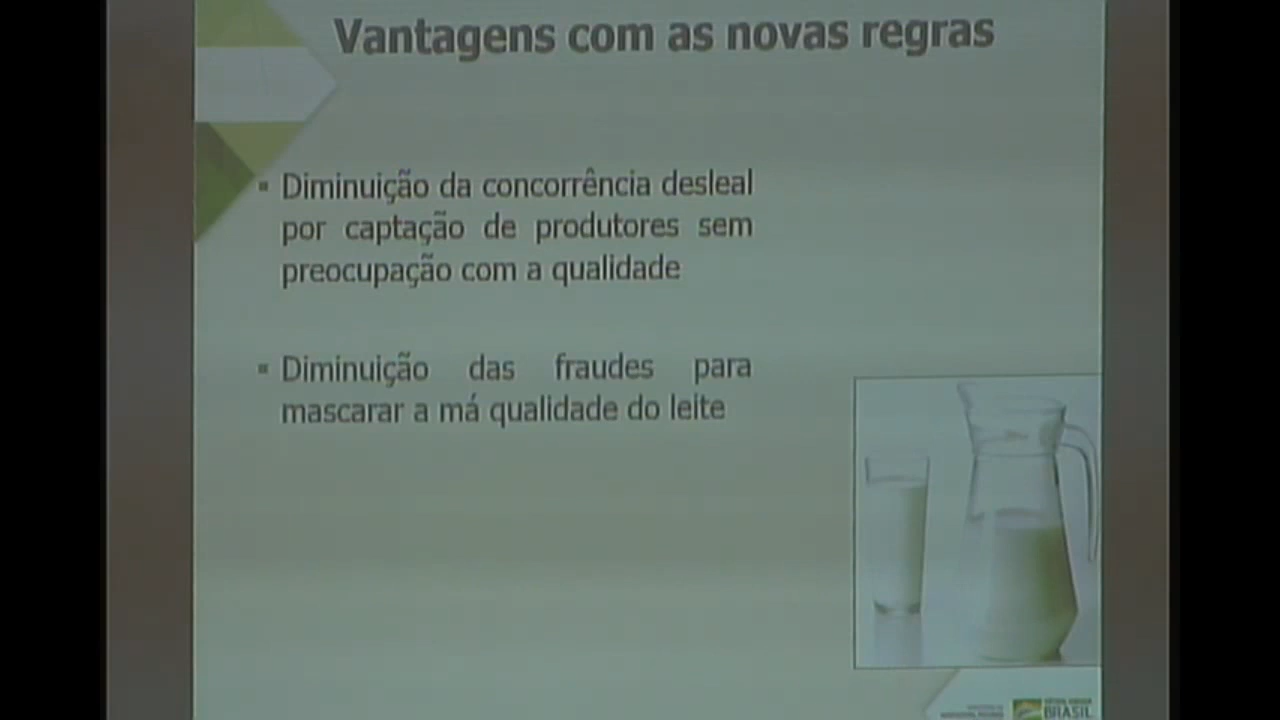 Vantagens com as novas regras
▪ Diminuição da concorrência desleal
por captação de produtores sem
preocupação com a qualidade
▪ Diminuição das fraudes para
mascarar a má qualidade do leite
BRASIL